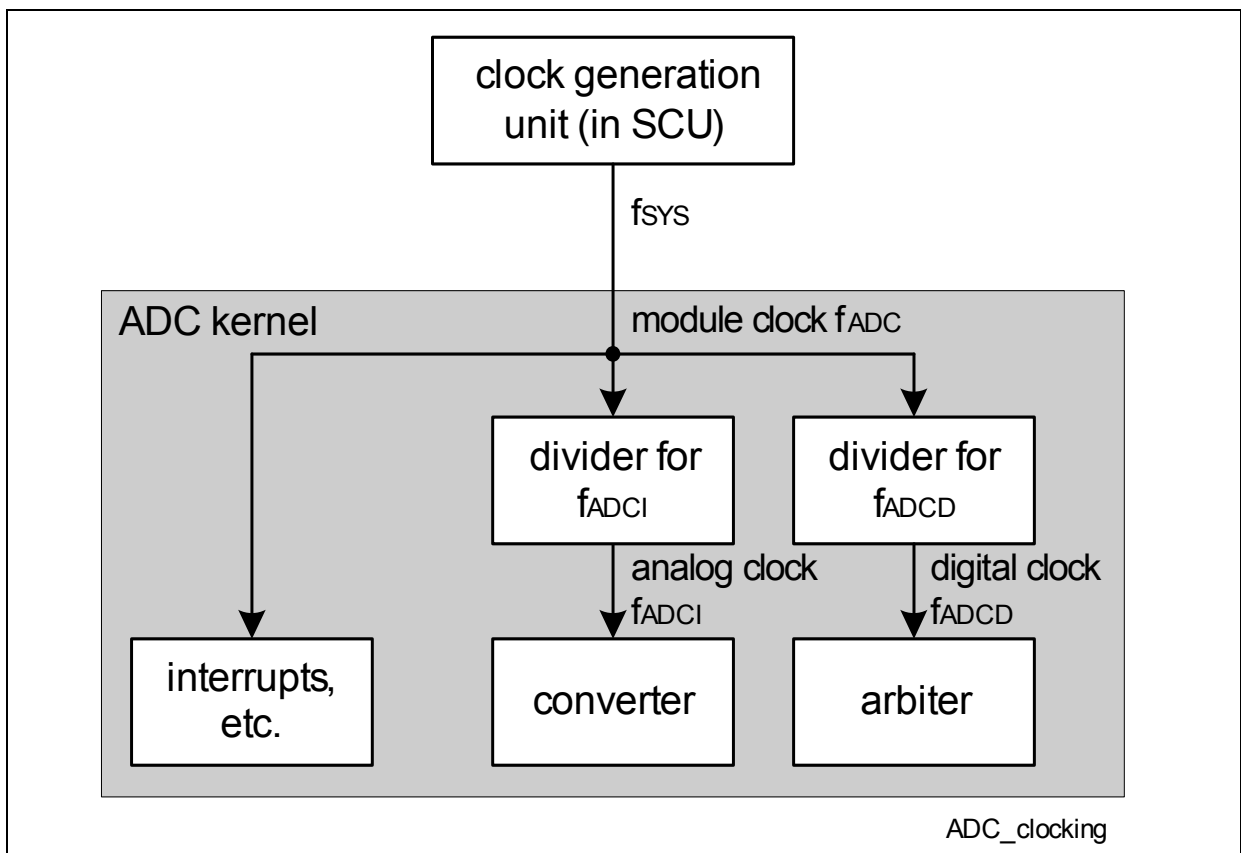 clock generation
unit (in SCU)
fSYS
ADC kernel
module clock fADC
divider for
fADCI
divider for
fADCD
analog clock
fADCI
digital clock
fADCD
interrupts,
etc.
converter
arbiter
ADC_clocking